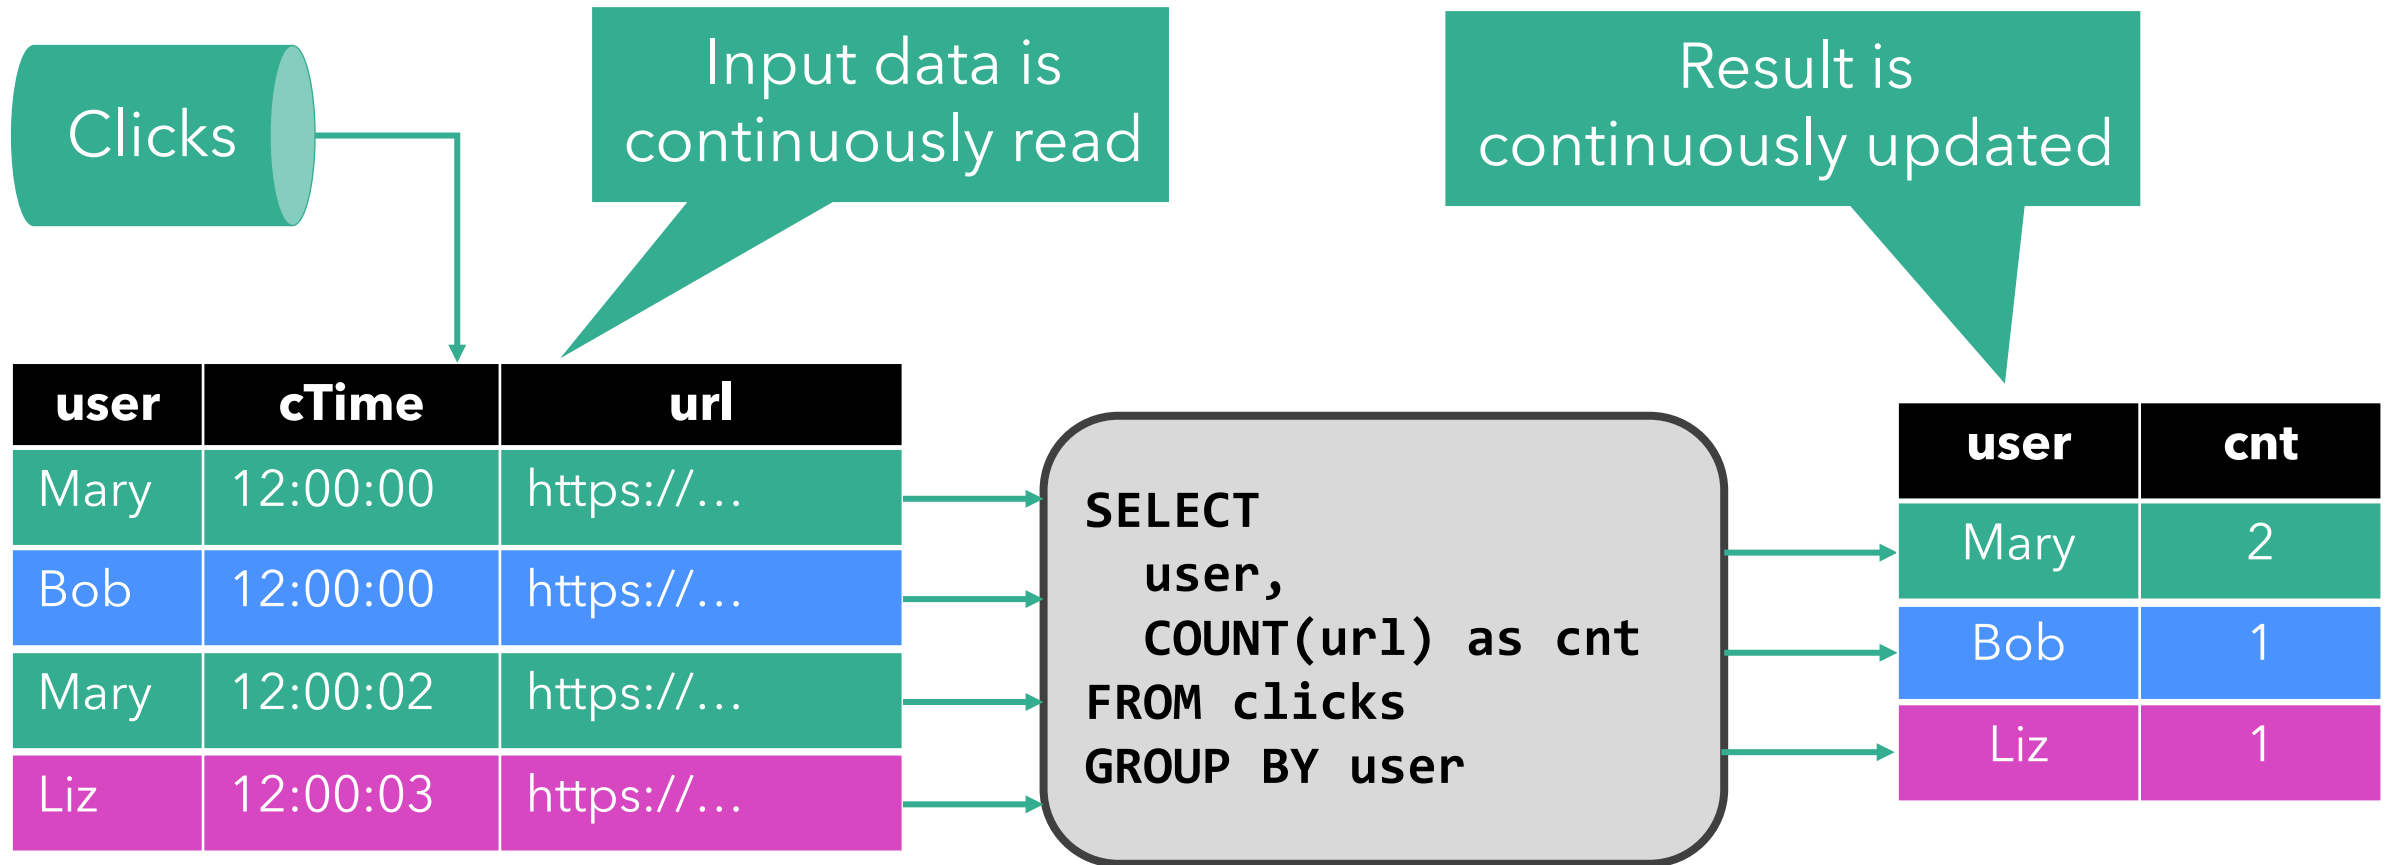 Clicks
Input data is
continuously read
Result is
continuously updated
user cTime url
Mary 12:00:00 https://...
Bob 12:00:00 https://...
Mary 12:00:02 https://...
Liz 12:00:03 https://...
SELECT
user,
COUNT(url) as cnt
FROM clicks
GROUP BY user
user cnt
Mary 2
Bob 1
Liz 1